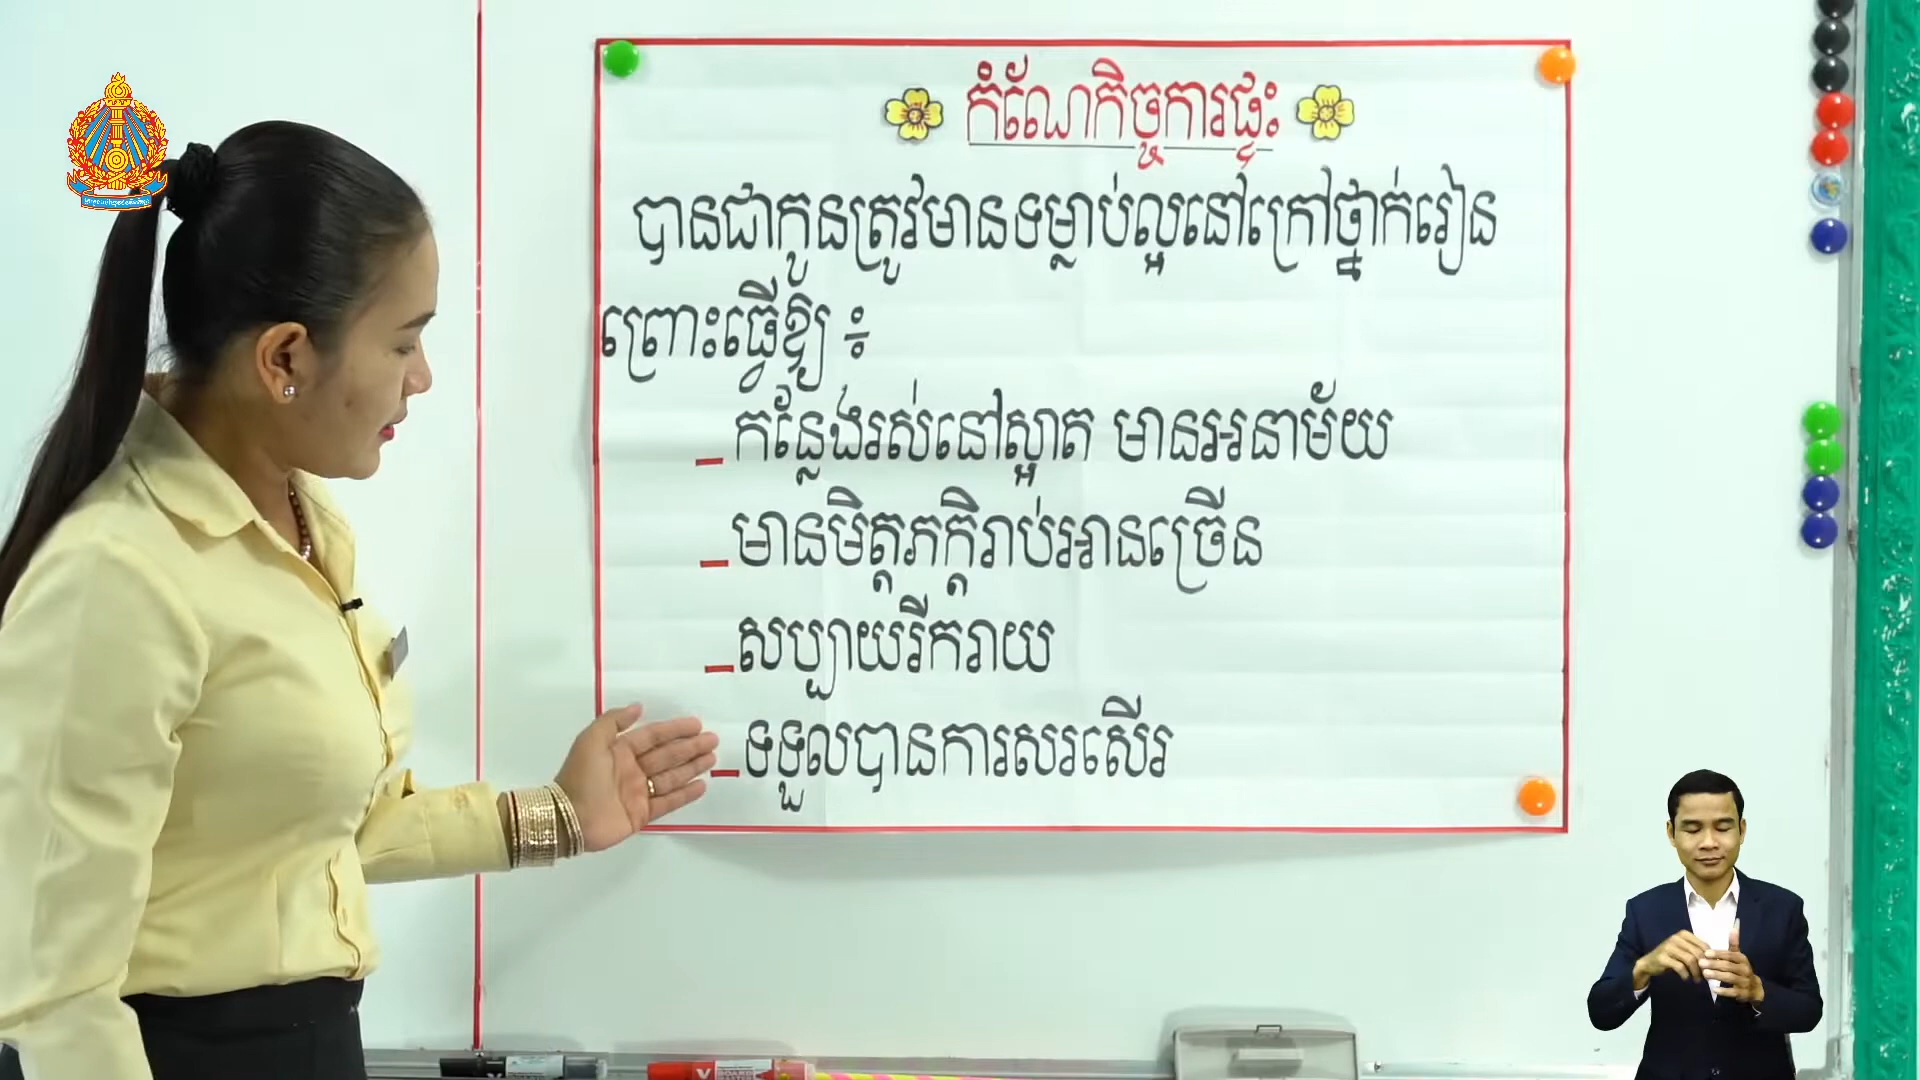 កំណែកិច្ចការផ្ទះ
បានជាកូនត្រូវមានទម្លាប់ល្អនៅក្រៅថ្នាក់រៀន
ព្រោះធ្វើឱ្យ ៖
_ កន្លែងរស់នៅស្អាត មានអនាម័យ
_ មានមិត្តភក្តិរាប់អានច្រើន
_ សប្បាយរីករាយ
_ ទទួលបានការសរសើរ
V BOARD MASTER